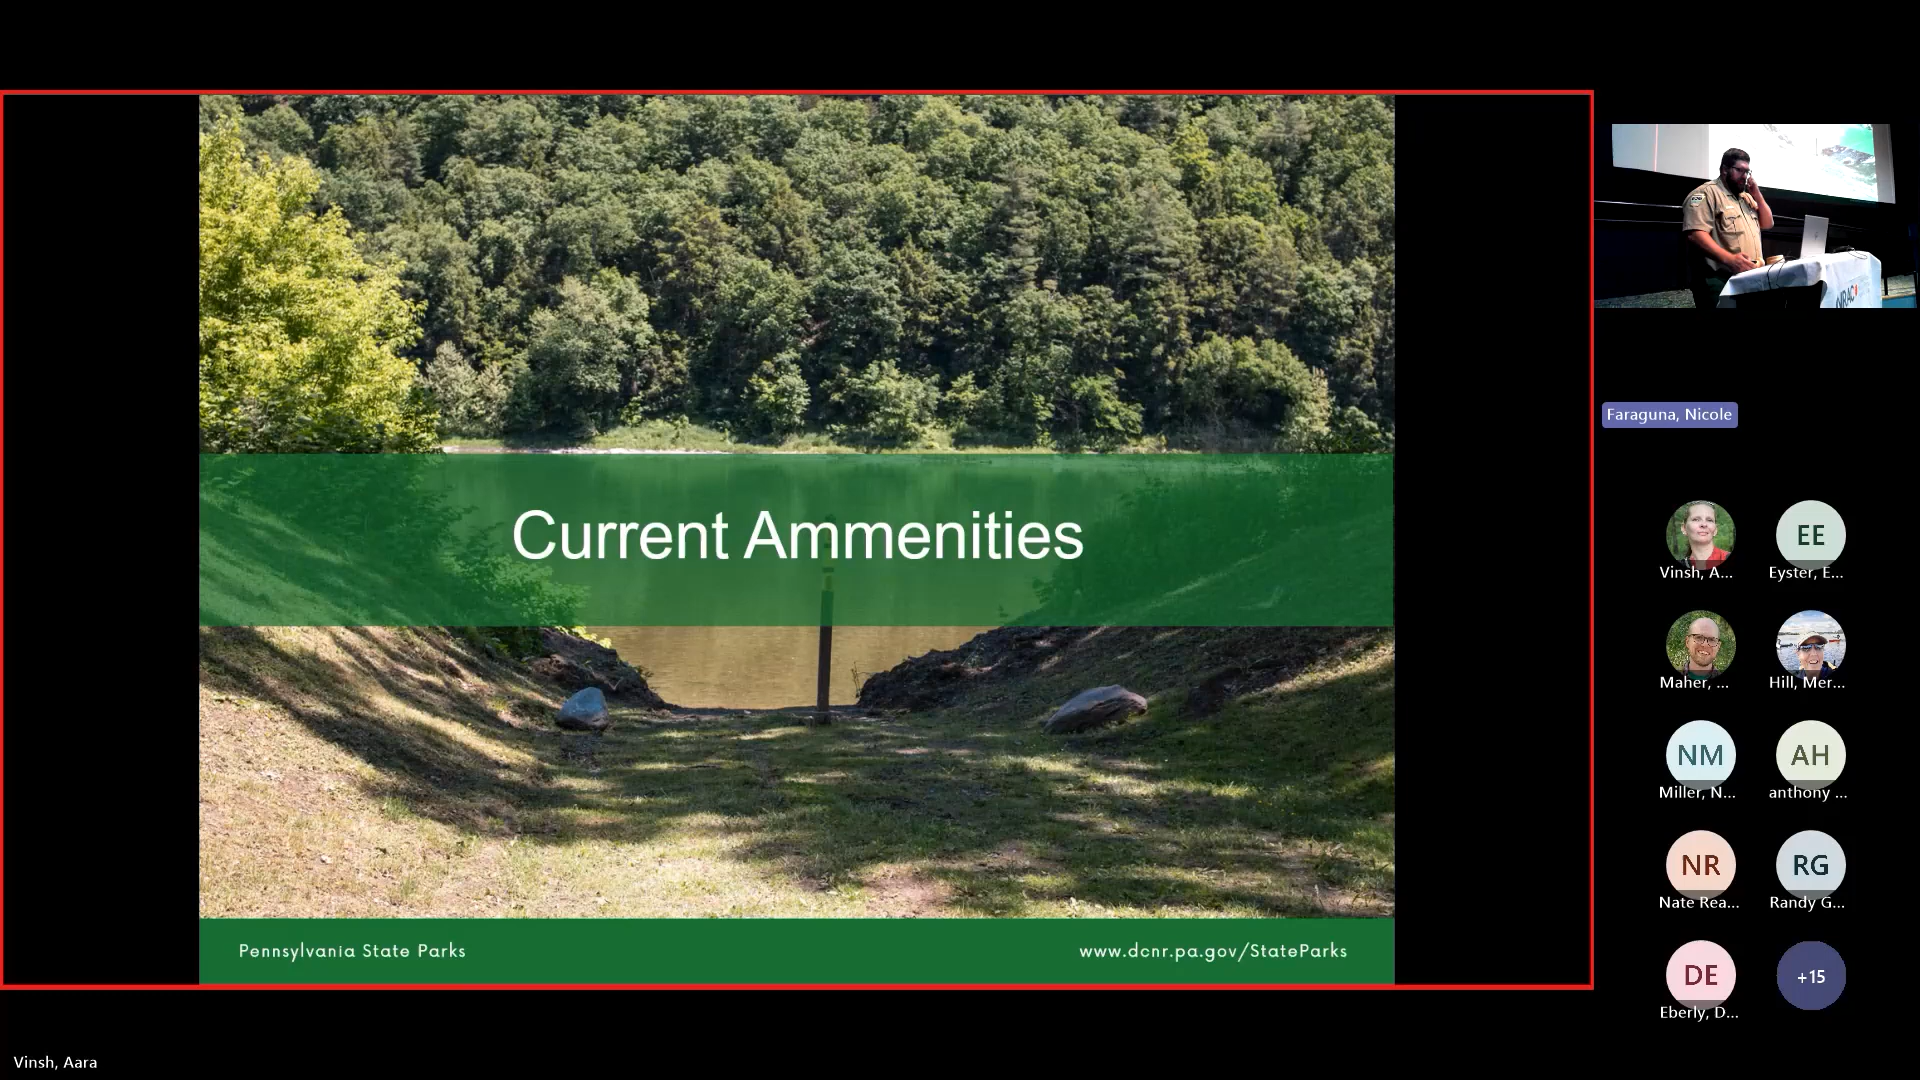 Current Ammenities
Pennsylvania State Parks
www.dcnr.pa.gov/StateParks
Faraguna, Nicole
Vinsh, A...
EE
Eyster, E...
Maher, ...
Hill, Mer...
NM
Miller, N...
AH
anthony ...
NR
Nate Rea...
RG
Randy G...
DE
Eberly, D...
+15
Vinsh, Aara